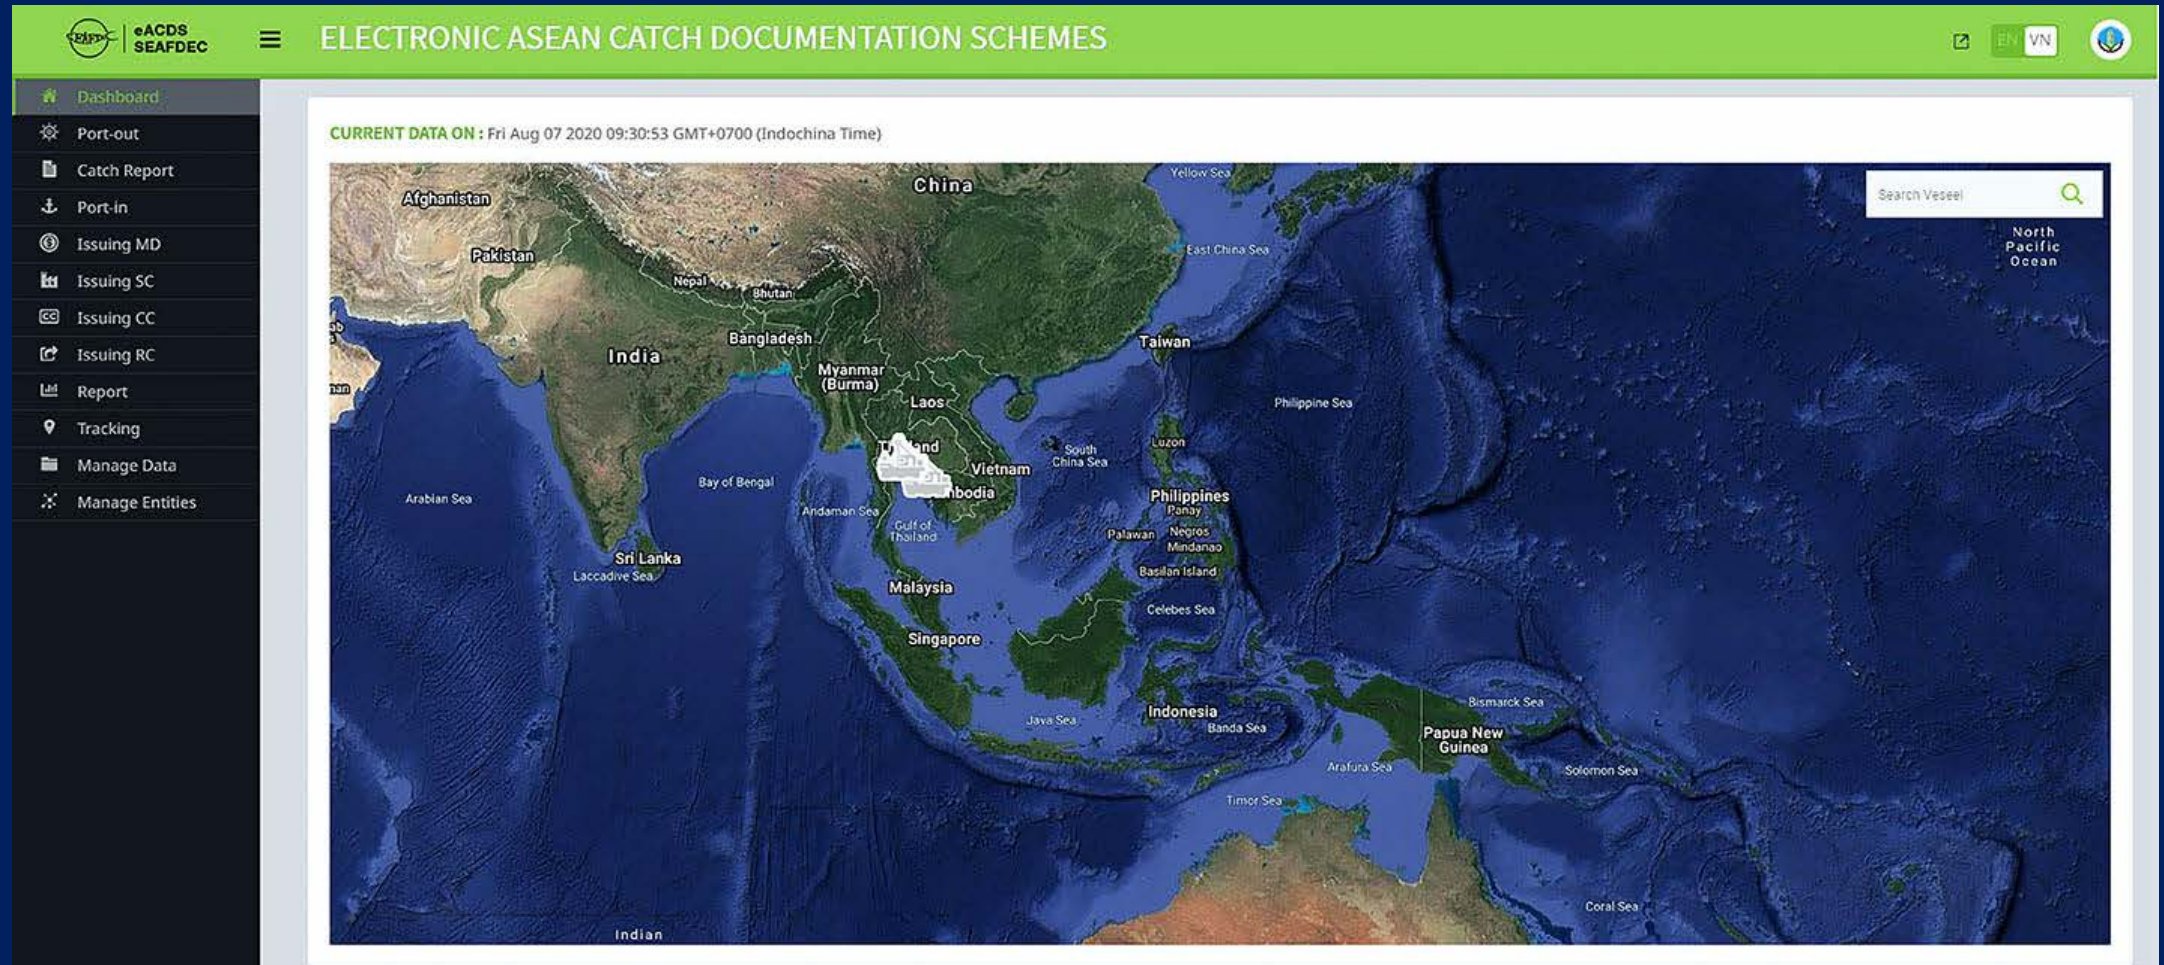 SEAFDEC
eACDS
SEAFDEC
ELECTRONIC ASEAN CATCH DOCUMENTATION SCHEMES
EN VN
Dashboard
Port-out
Catch Report
Port-in
Issuing MD
Issuing SC
Issuing CC
Issuing RC
Report
Tracking
Manage Data
Manage Entities
CURRENT DATA ON : Fri Aug 07 2020 09:30:53 GMT+0700 (Indochina Time)
Search Veseel
Yellow Sea
China
Afghanistan
North
Pacific
Ocean
East China Sea
Pakistan
Nepal
Bhutan
Bangladesh
Taiwan
India
Myanmar
(Burma)
Laos
Philippine Sea
Luzon
South
China Sea
Vietnam
Bay of Bengal
Arabian Sea
Philippines
Panay
Andaman Sea
Gulf of
Thailand
Palawan
Negros
Mindanao
Sri Lanka
Laccadive Sea
Basilan Island
Malaysia
Celebes Sea
Singapore
Bismarck Sea
Indonesia
Java Sea
Banda Sea
Papua New
Guinea
Arafura Sea
Solomon Sea
Timor Sea
Coral Sea
Indian